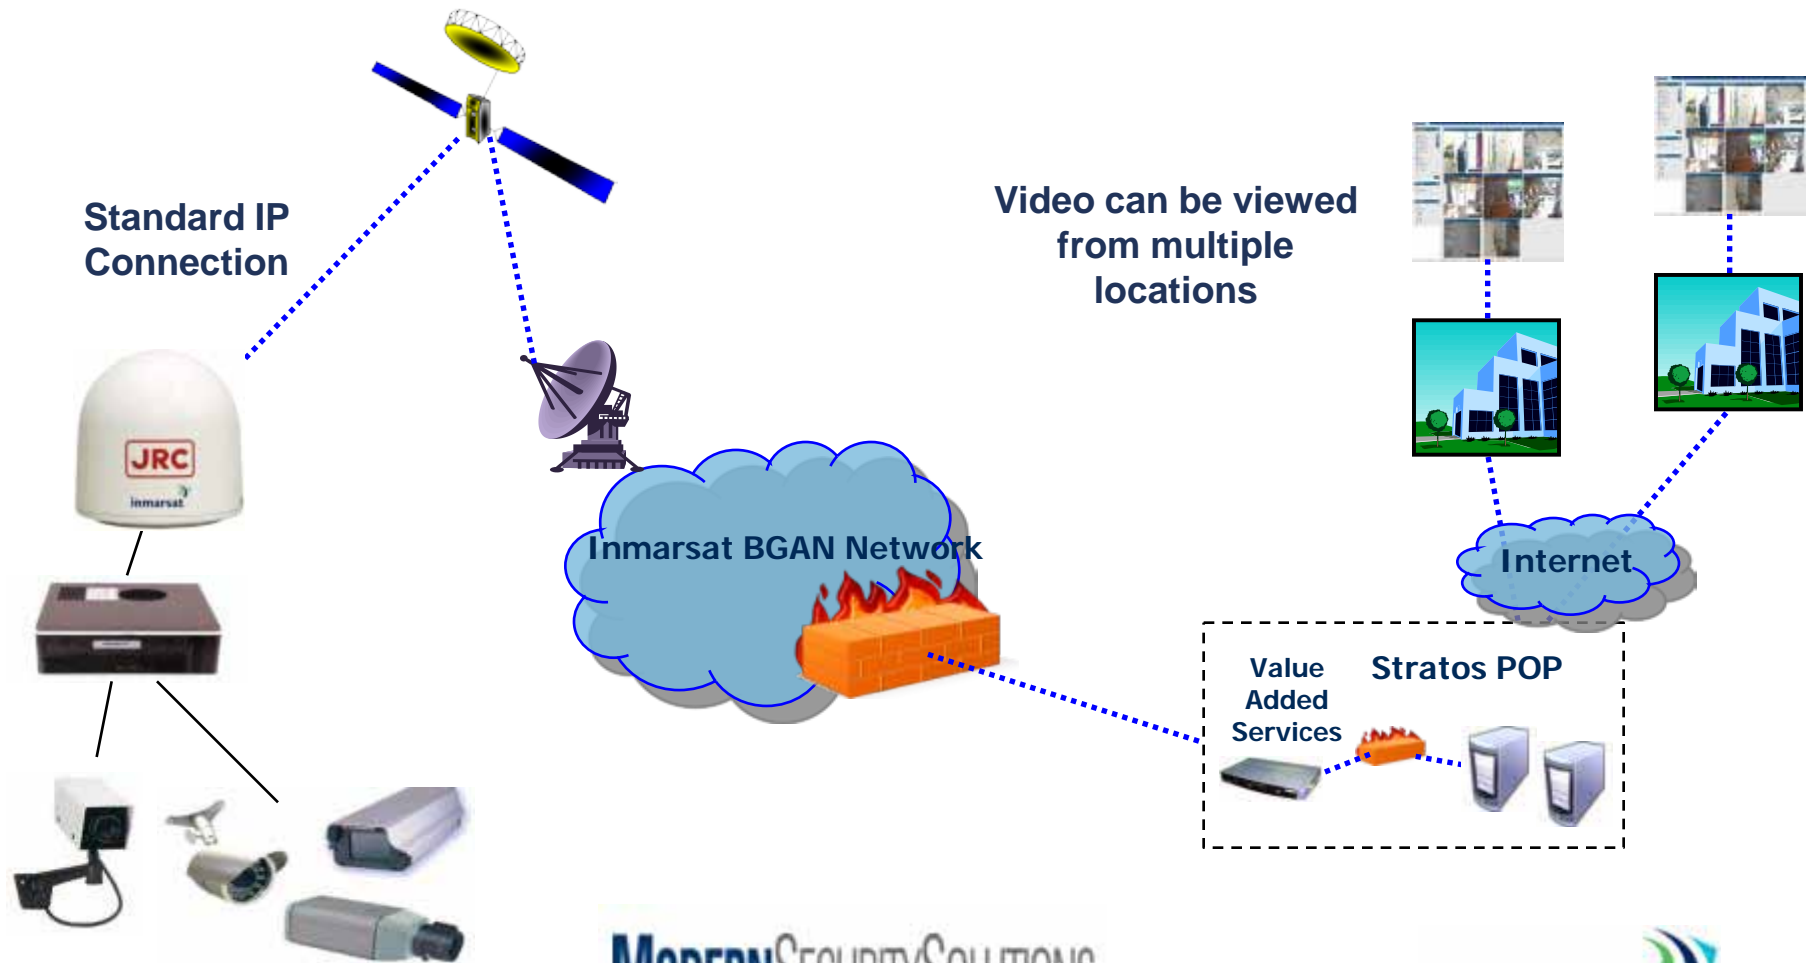 Standard IP
Connection
Video can be viewed
from multiple
locations
JRC
inmarsat
Inmarsat BGAN Network
Internet
Value
Added
Services
Stratos POP
MODERNSECURITYSOLUTIONS